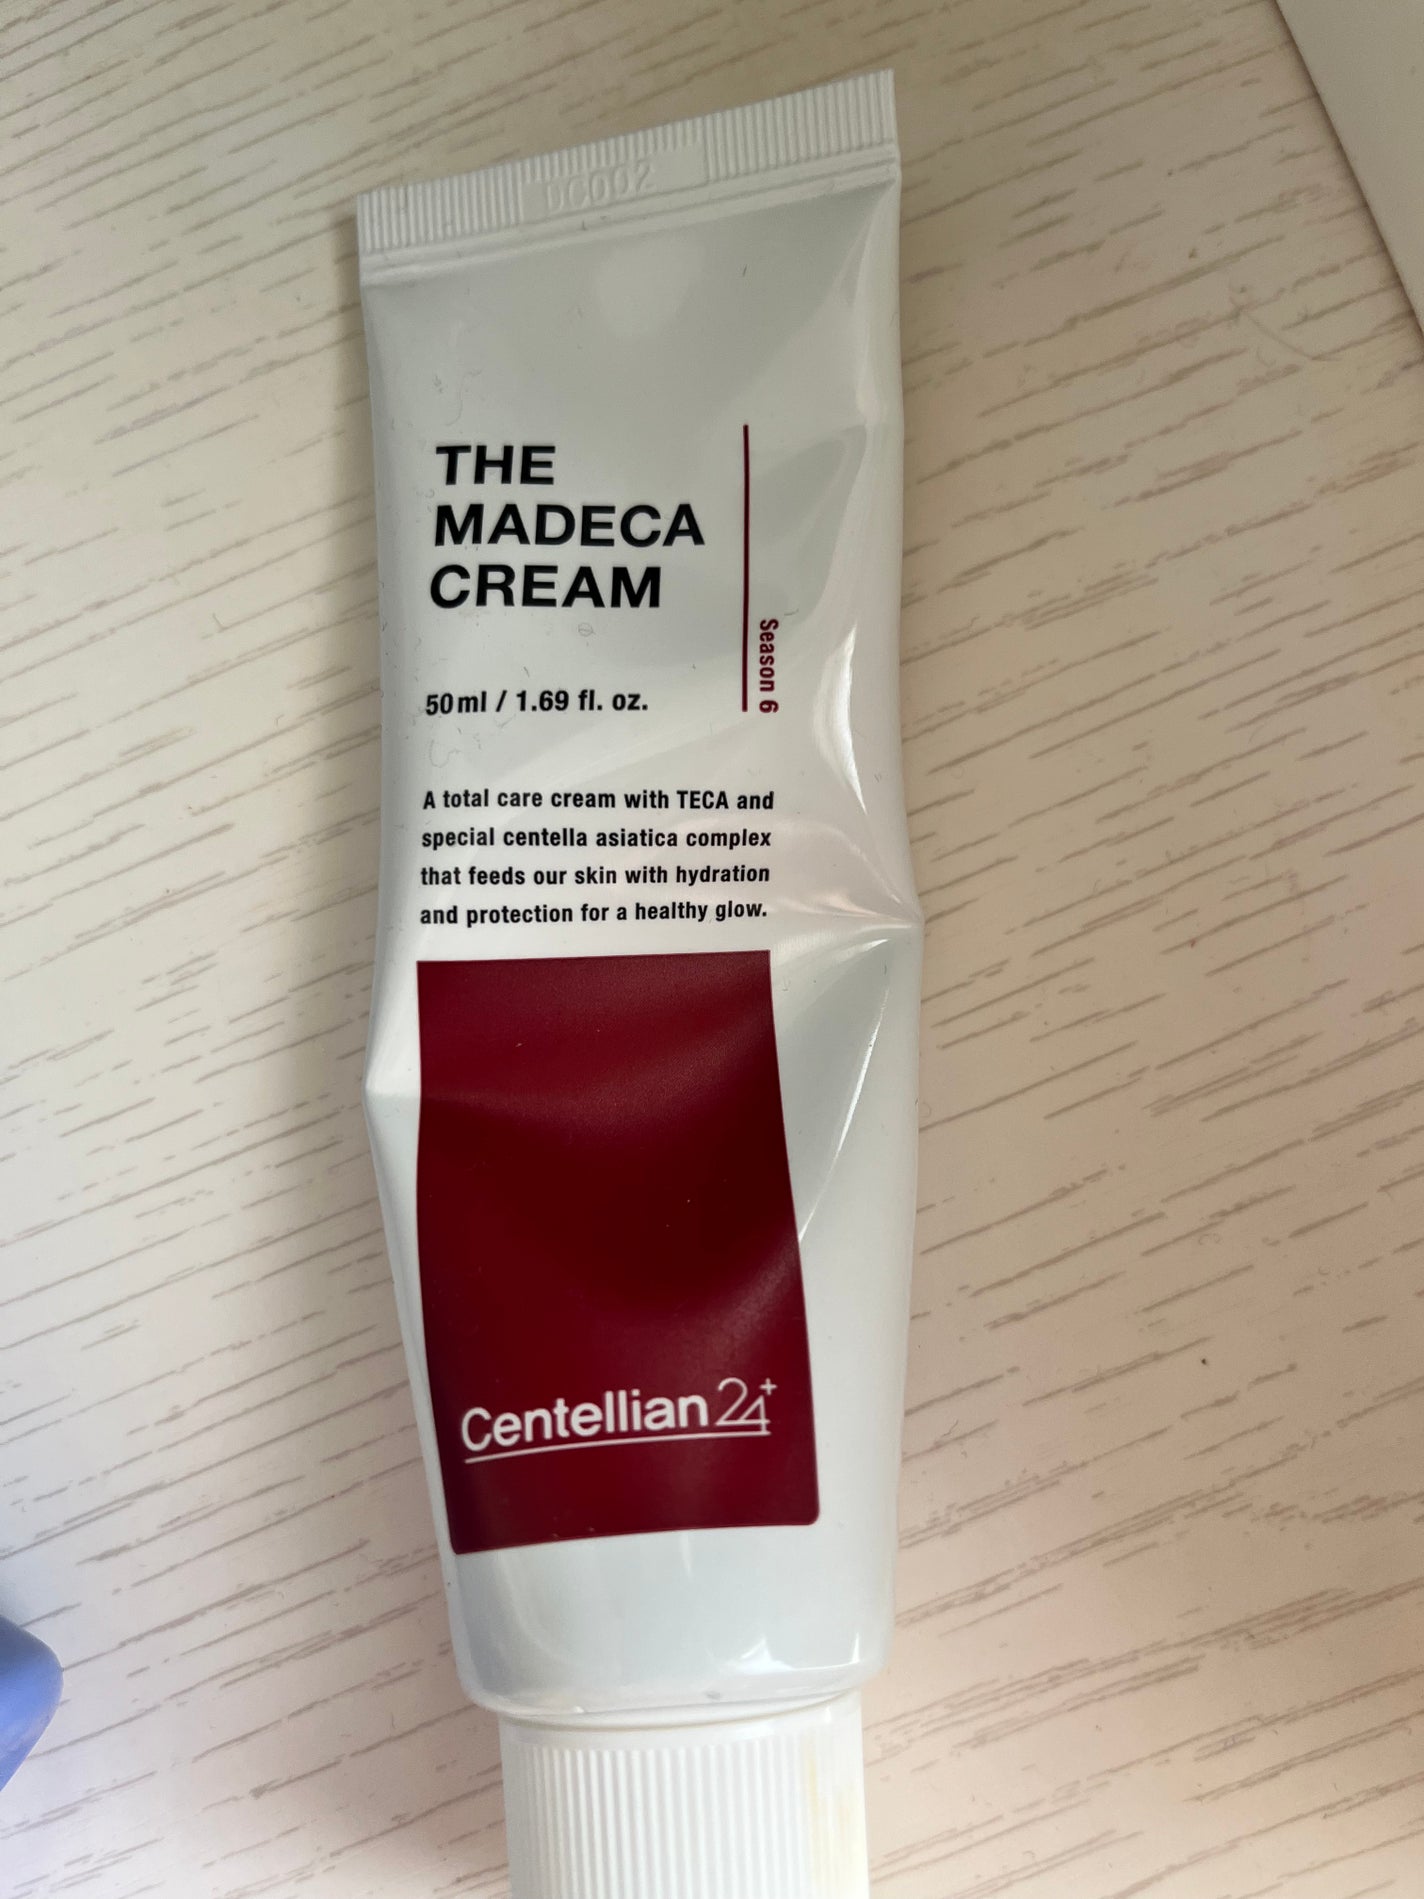 DC002
THE
MADECA
CREAM
Season 6
50ml / 1.69 fl. oz.
A total care cream with TECA and
special centella asiatica complex
that feeds our skin with hydration
and protection for a healthy glow.
Centellian24+